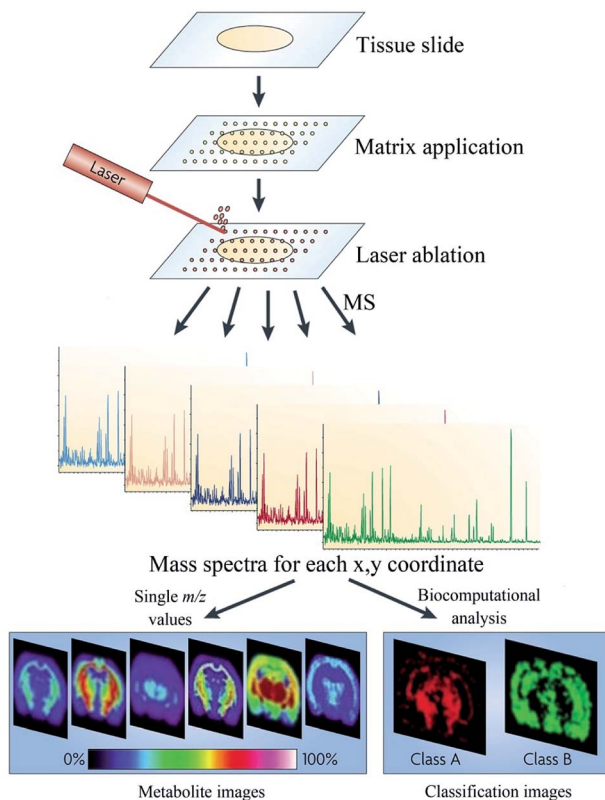 Tissue slide
Matrix application
Laser
Laser ablation
MS
Mass spectra for each x,y coordinate
Single m/z
values
Biocomputational
analysis
0%
100%
Class A
Class B
Metabolite images
Classification images